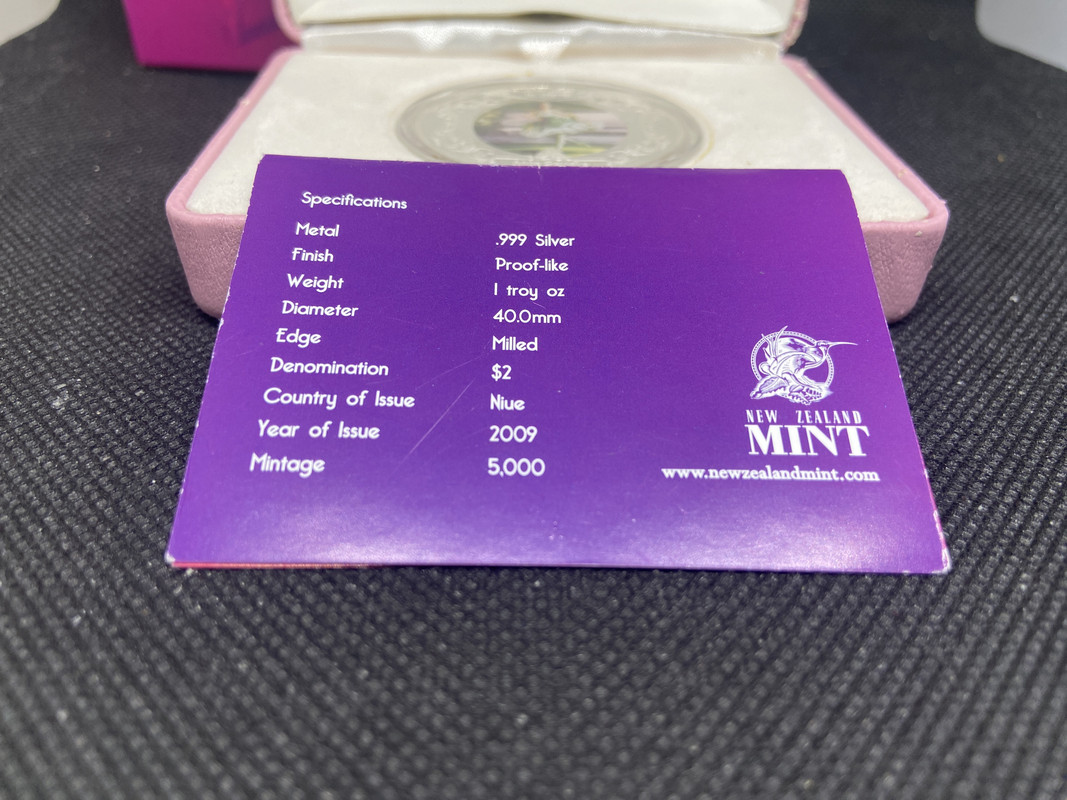 Specifications
Metal .999 Silver
Finish Proof-like
Weight 1 troy oz
Diameter 40.0mm
Edge Milled
Denomination $2
Country of Issue Niue
Year of Issue 2009
Mintage 5,000
NEW ZEALAND
MINT
www.newzealandmint.com